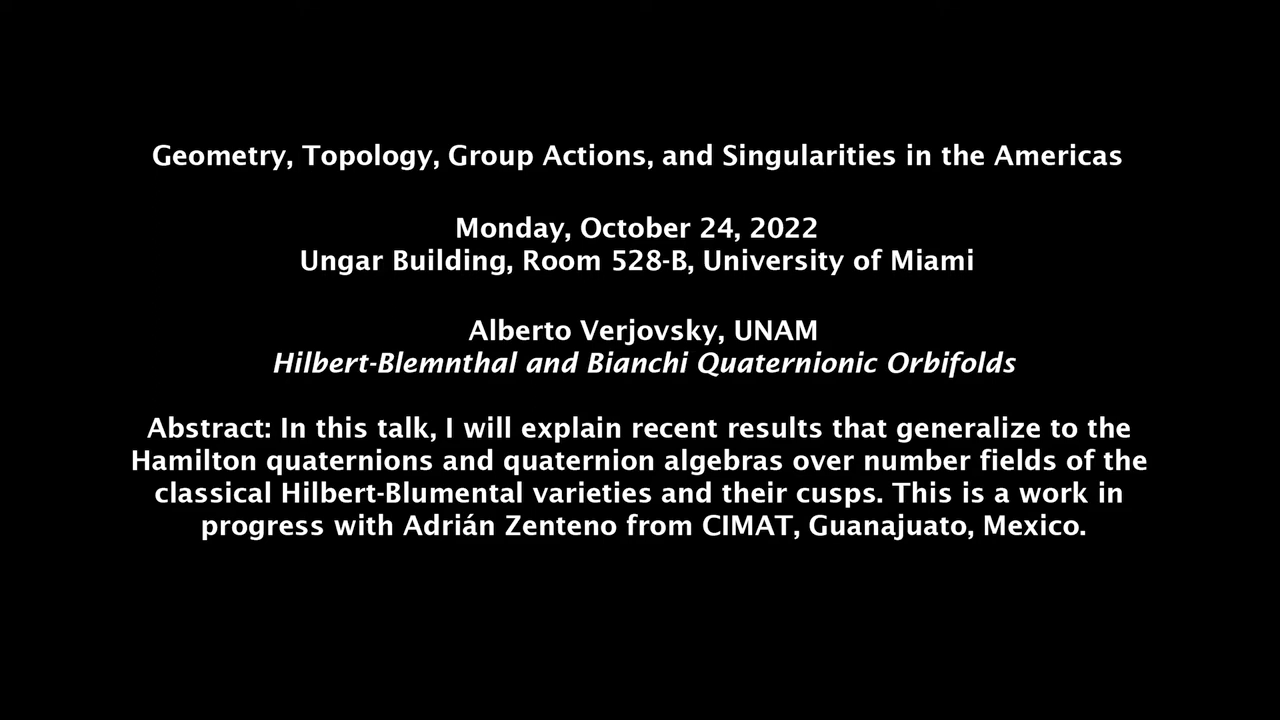 Geometry, Topology, Group Actions, and Singularities in the Americas
Monday, October 24, 2022
Ungar Building, Room 528-B, University of Miami
Alberto Verjovsky, UNAM
Hilbert-Blemnthal and Bianchi Quaternionic Orbifolds
Abstract: In this talk, I will explain recent results that generalize to the
Hamilton quaternions and quaternion algebras over number fields of the
classical Hilbert-Blumental varieties and their cusps. This is a work in
progress with Adrián Zenteno from CIMAT, Guanajuato, Mexico.